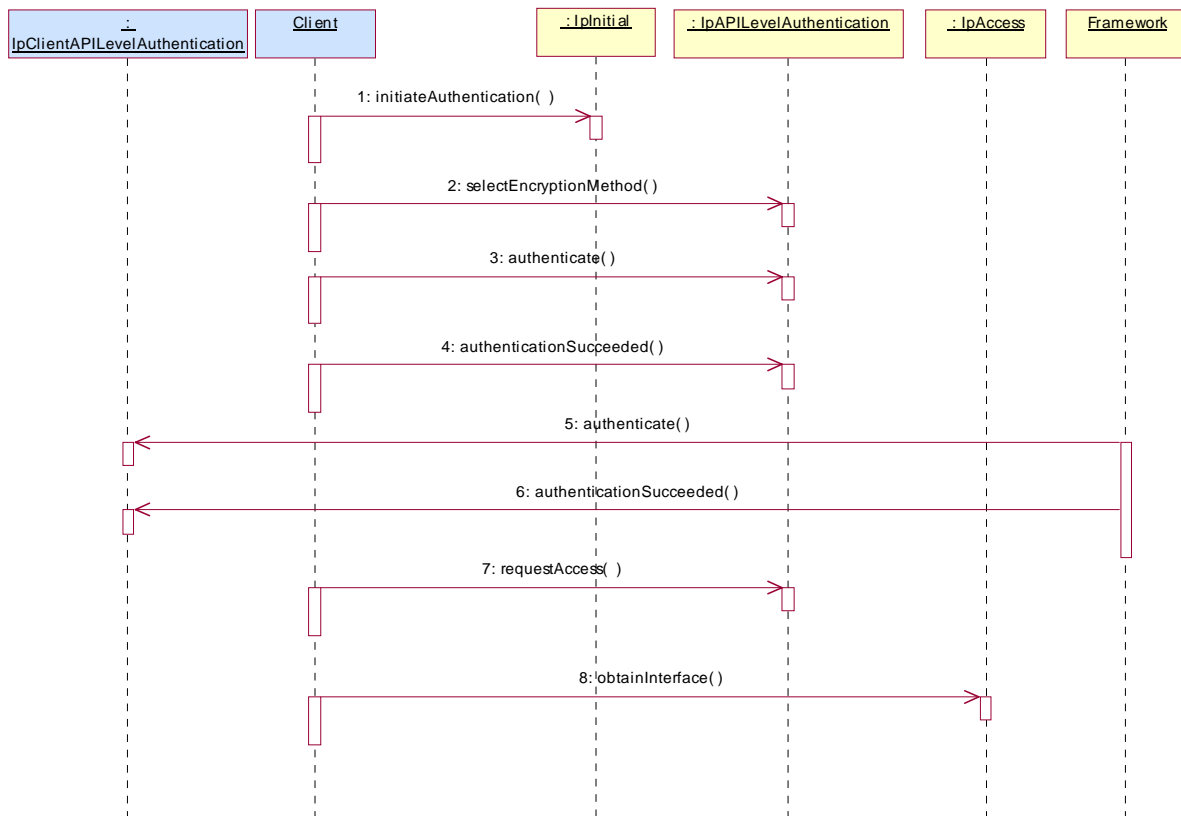 :
IpClientAPILevelAuthentication
Client
: IpInitial
: IpAPILevelAuthentication
: IpAccess
Framework
1: initiateAuthentication( )
2: selectEncryptionMethod( )
3: authenticate( )
4: authenticationSucceeded( )
5: authenticate( )
6: authenticationSucceeded( )
7: requestAccess( )
8: obtainInterface( )